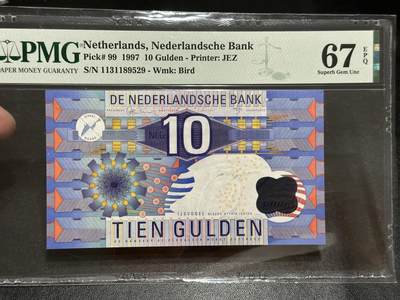 PMG
PAPER MONEY GUARANTY
Netherlands, Nederlandsche Bank
Pick# 99 1997 10 Gulden - Printer: JEZ
S/N 1131189529 - Wmk: Bird
67 EPQ
Superb Gem Unc
DE NEDERLANDSCHE BANK
10
IJSVOGEL
TIEN GULDEN